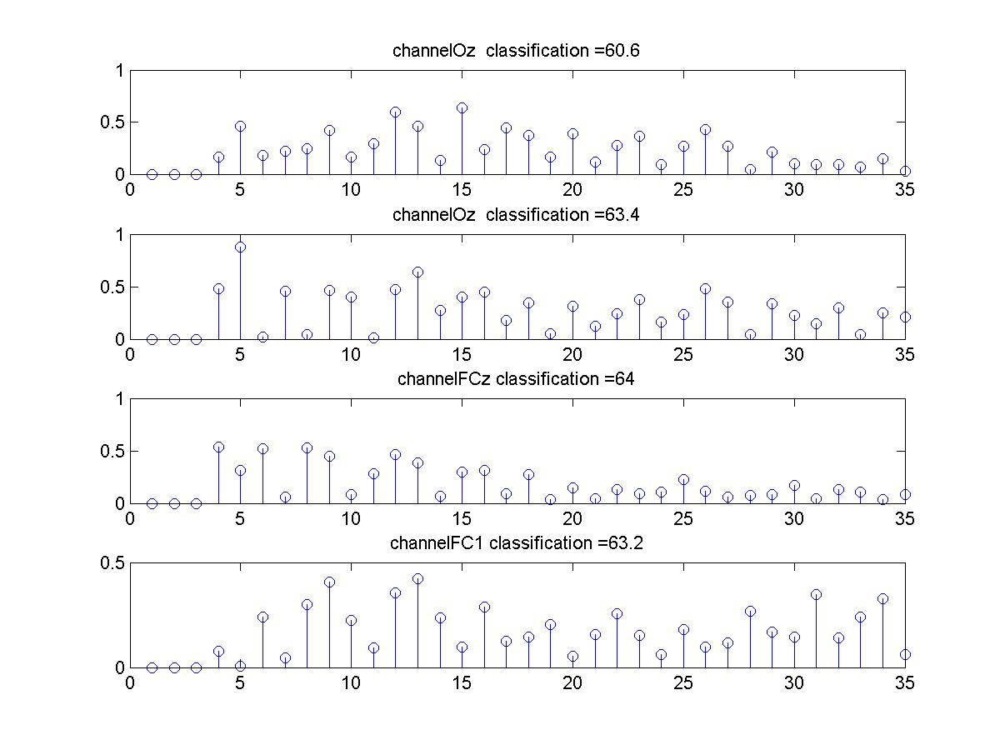 channelOz  classification =60.6
1
0.5
0
0 5 10 15 20 25 30 35
channelOz  classification =63.4
1
0.5
0
0 5 10 15 20 25 30 35
channelFCz classification =64
1
0.5
0
0 5 10 15 20 25 30 35
channelFC1 classification =63.2
0.5
0
0 5 10 15 20 25 30 35